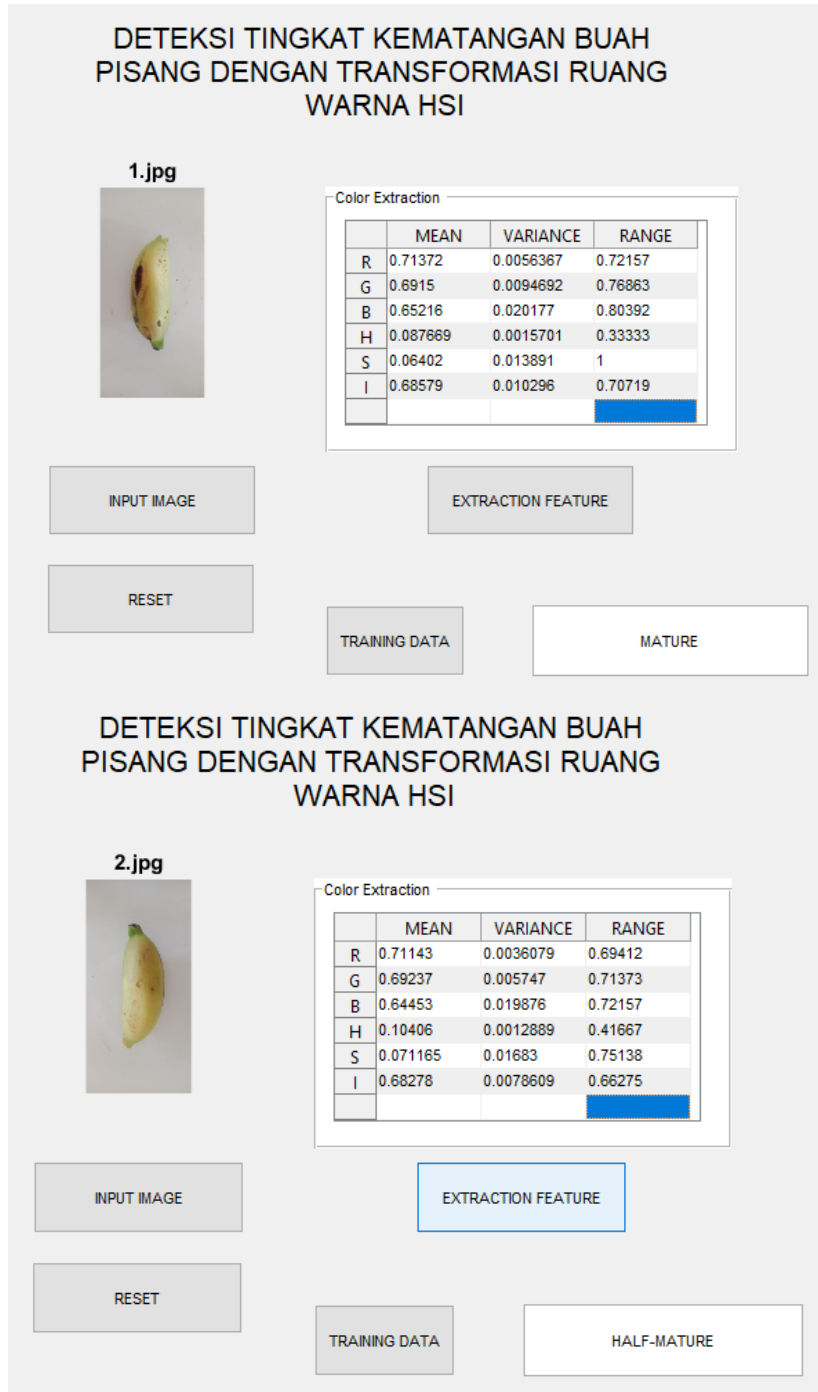 DETEKSI TINGKAT KEMATANGAN BUAH
PISANG DENGAN TRANSFORMASI RUANG
WARNA HSI
1.jpg
Color Extraction
MEAN VARIANCE RANGE
R 0.71372 0.0056367 0.72157
G 0.6915 0.0094692 0.76863
B 0.65216 0.020177 0.80392
H 0.087669 0.0015701 0.33333
S 0.06402 0.013891 1
I 0.68579 0.010296 0.70719
INPUT IMAGE
EXTRACTION FEATURE
RESET
TRAINING DATA
MATURE
DETEKSI TINGKAT KEMATANGAN BUAH
PISANG DENGAN TRANSFORMASI RUANG
WARNA HSI
2.jpg
Color Extraction
MEAN VARIANCE RANGE
R 0.71143 0.0036079 0.69412
G 0.69237 0.005747 0.71373
B 0.64453 0.019876 0.72157
H 0.10406 0.0012889 0.41667
S 0.071165 0.01683 0.75138
I 0.68278 0.0078609 0.66275
INPUT IMAGE
EXTRACTION FEATURE
RESET
TRAINING DATA
HALF-MATURE